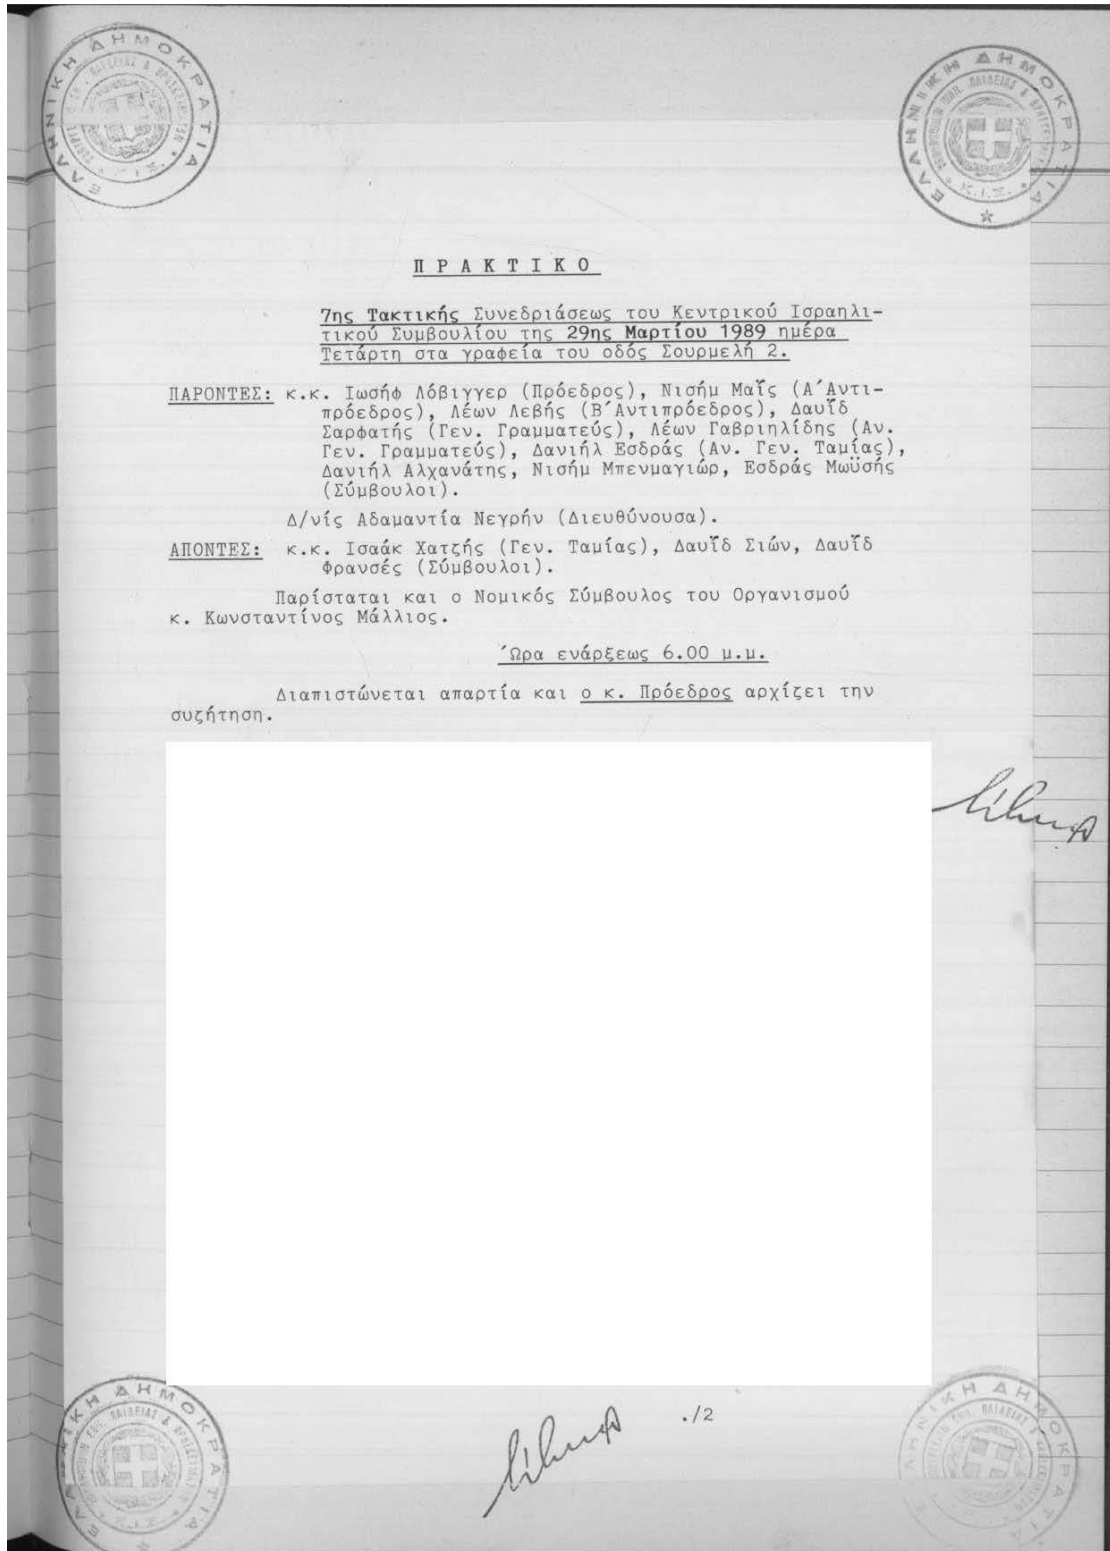 ΕΛΛΗΝΙΚΗ ΔΗΜΟΚΡΑΤΙΑ
ΕΛΛΗΝΙΚΗ ΔΗΜΟΚΡΑΤΙΑ
Κ.Ι.Σ.
Π Ρ Α Κ Τ Ι Κ Ο
7ης Τακτικής Συνεδριάσεως του Κεντρικού Ισραηλι-
τικού Συμβουλίου της 29ης Μαρτίου 1989 ημέρα
Τετάρτη στα γραφεία του οδός Σουρμελή 2.
ΠΑΡΟΝΤΕΣ: κ.κ. Ιωσήφ Λόβιγγερ (Πρόεδρος), Νισήμ Μαΐς (Α΄Αντι-
πρόεδρος), Λέων Λεβής (Β΄Αντιπρόεδρος), Δαυΐδ
Σαρφατής (Γεν. Γραμματεύς), Λέων Γαβριηλίδης (Αν.
Γεν. Γραμματεύς), Δανιήλ Εσδράς (Αν. Γεν. Ταμίας),
Δανιήλ Αλχανάτης, Νισήμ Μπενμαγιώρ, Εσδράς Μωϋσής
(Σύμβουλοι).
Δ/νίς Αδαμαντία Νεγρήν (Διευθύνουσα).
ΑΠΟΝΤΕΣ: κ.κ. Ισαάκ Χατζής (Γεν. Ταμίας), Δαυΐδ Σιών, Δαυΐδ
Φρανσές (Σύμβουλοι).
Παρίσταται και ο Νομικός Σύμβουλος του Οργανισμού
κ. Κωνσταντίνος Μάλλιος.
΄Ωρα ενάρξεως 6.00 μ.μ.
Διαπιστώνεται απαρτία και ο κ. Πρόεδρος αρχίζει την
συζήτηση.
./2
ΕΛΛΗΝΙΚΗ ΔΗΜΟΚΡΑΤΙΑ
ΕΛΛΗΝΙΚΗ ΔΗΜΟΚΡΑΤΙΑ